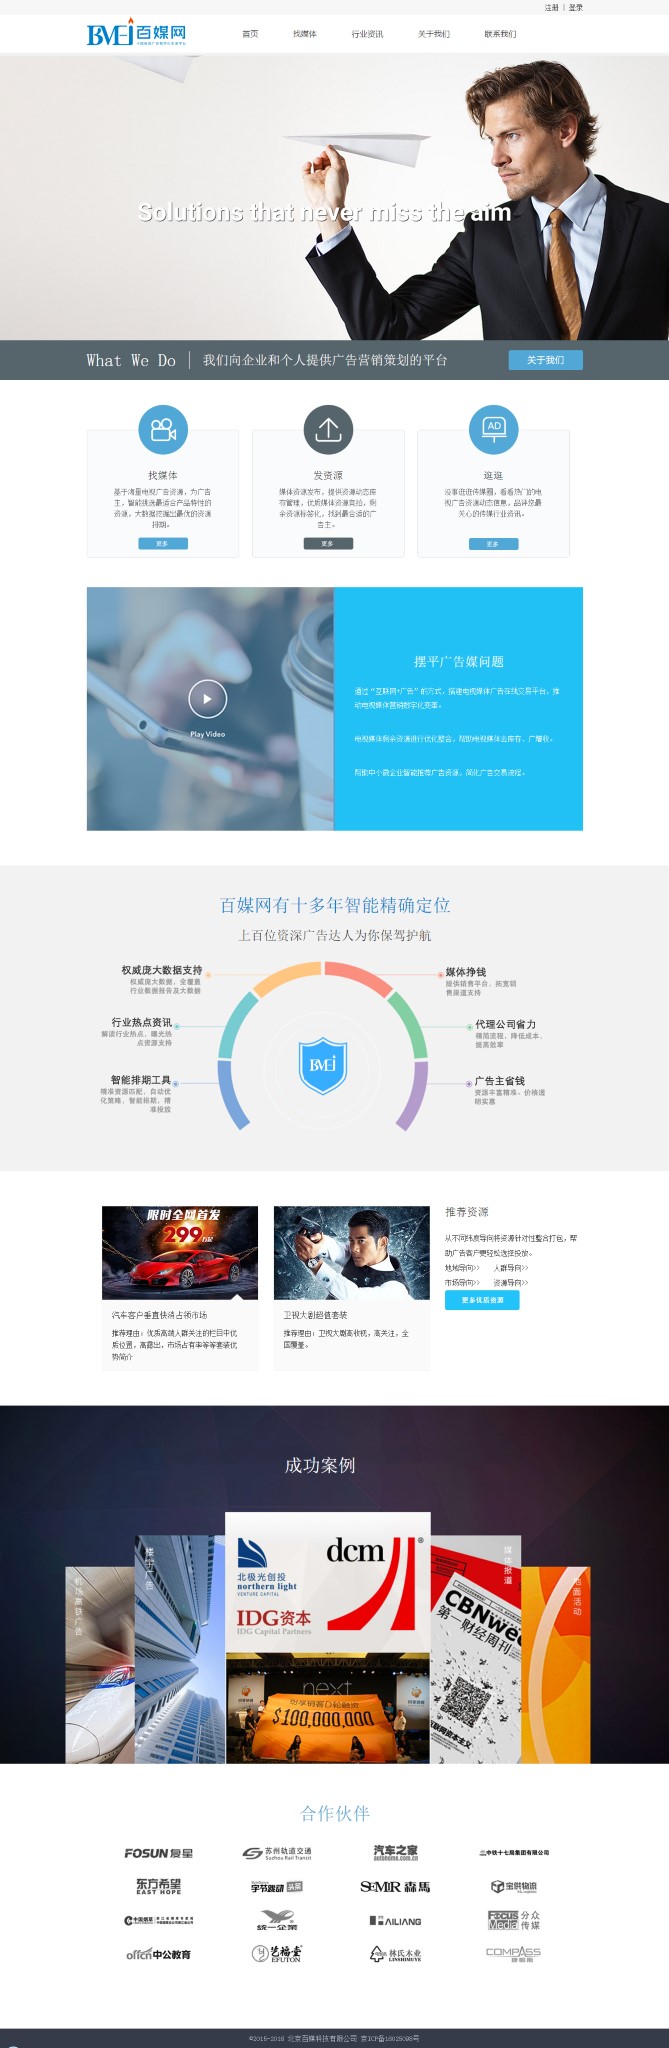 注册 | 登录
BMEi 百媒网
首页 找媒体 行业资讯 关于我们 联系我们
Solutions that never miss the aim
What We Do | 我们向企业和个人提供广告营销策划的平台 关于我们
找媒体
基于海量电视广告资源，为广告
主，智能挑选最适合产品特性的
资源，大数据挖掘出最优的资源
排期。
更多
发资源
媒体资源发布，提供资源动态库
存管理，优质媒体资源竞拍，剩
余资源标签化，找到最合适的广
告主。
更多
逛逛
没事逛逛传媒圈，看看热门的电
视广告资源动态信息，品评您最
关心的传媒行业资讯。
更多
Play Video
摆平广告媒问题
通过“互联网+广告”的方式，搭建电视媒体广告在线交易平台，推
动电视媒体营销数字化变革。
电视媒体剩余资源进行优化整合，帮助电视媒体去库存、广增收。
帮助中小微企业智能推荐广告资源，简化广告交易流程。
百媒网有十多年智能精确定位
上百位资深广告达人为你保驾护航
权威庞大数据支持
权威庞大数据，全覆盖
行业数据报告及大数据
行业热点资讯
解读行业热点，曝光热
点资源支持
智能排期工具
精准资源匹配，自动优
化策略，智能排期，精
准投放
BMEi
媒体挣钱
提供销售平台，拓宽销
售渠道支持
代理公司省力
精简流程，降低成本，
提高效率
广告主省钱
资源丰富精准、价格透
明实惠
限时全网首发
299万起
汽车客户垂直快消占领市场
推荐理由：优质高端人群关注的栏目中优
质位置，高露出，市场占有率等等套装优
势简介
卫视大剧超值套装
推荐理由：卫视大剧高收视，高关注，全
国覆盖。
推荐资源
从不同纬度导向将资源针对性整合打包，帮
助广告客户更轻松选择投放。
地域导向>> 人群导向>>
市场导向>> 资源导向>>
更多优质资源
成功案例
机场高铁广告
楼宇广告
北极光创投
northern light
VENTURE CAPITAL
dcm
IDG资本
IDG Capital Partners
next
$100,000,000
媒体报道
CBNwee
第一财经周刊
地面活动
合作伙伴
FOSUN复星
苏州轨道交通
Suzhou Rail Transit
汽车之家
autohome.com.cn
中铁十七局集团有限公司
东方希望
EAST HOPE
字节跳动
SEMIR 森馬
宝供物流
中国烟草
统一企业
HAILIANG
Focus Media 分众传媒
offcn中公教育
艺福堂
EFUTON
林氏木业
LINSHIMUYE
COMPASS
©2015-2016 北京百媒科技有限公司 京ICP备16025098号